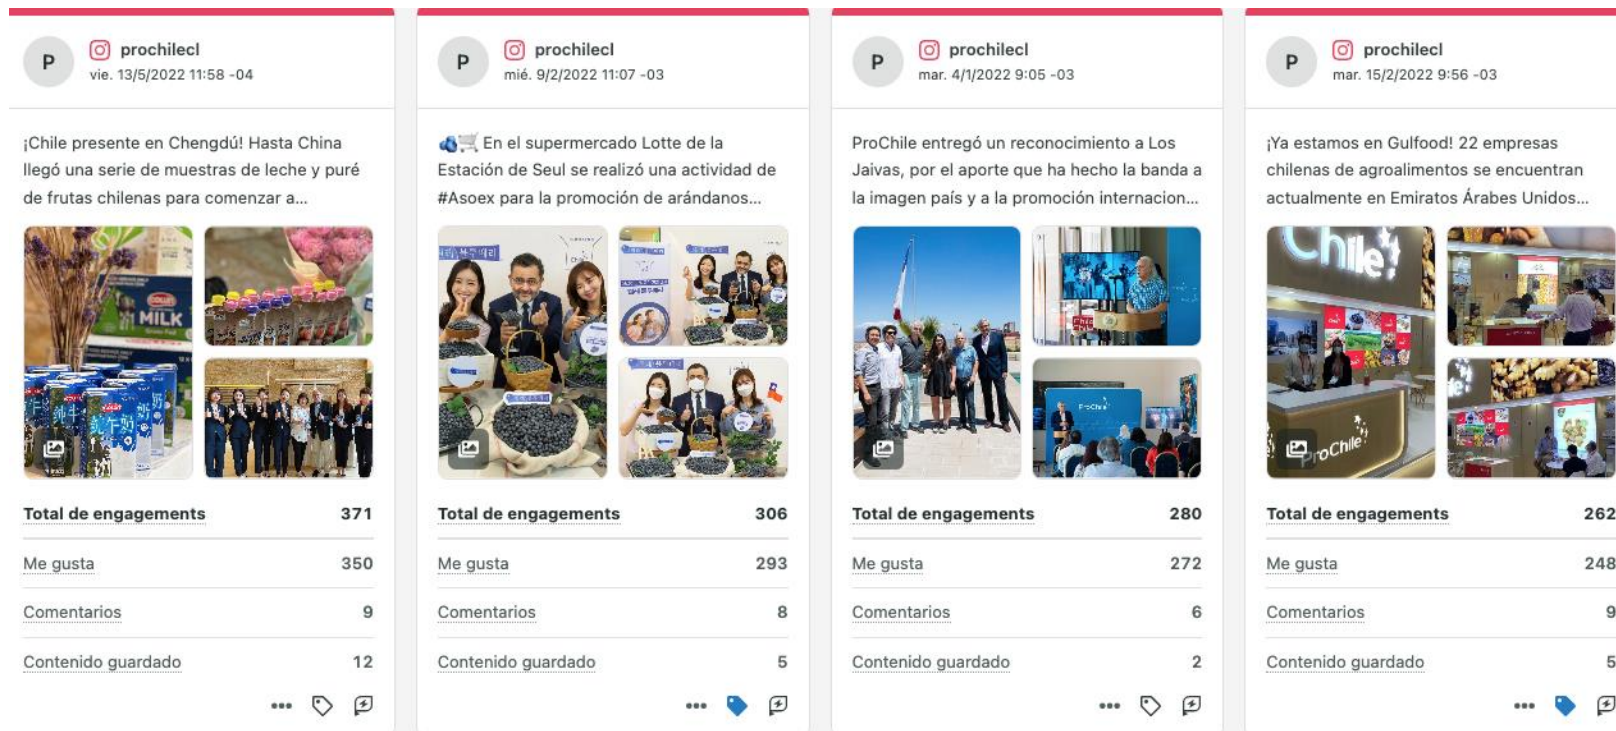 P
prochilecl
vie. 13/5/2022 11:58 -04
¡Chile presente en Chengdú! Hasta China
llegó una serie de muestras de leche y puré
de frutas chilenas para comenzar a...
MILK
Total de engagements 371
Me gusta 350
Comentarios 9
Contenido guardado 12
P
prochilecl
mié. 9/2/2022 11:07 -03
En el supermercado Lotte de la
Estación de Seul se realizó una actividad de
#Asoex para la promoción de arándanos...
Total de engagements 306
Me gusta 293
Comentarios 8
Contenido guardado 5
P
prochilecl
mar. 4/1/2022 9:05 -03
ProChile entregó un reconocimiento a Los
Jaivas, por el aporte que ha hecho la banda a
la imagen país y a la promoción internacion...
ProChile
Total de engagements 280
Me gusta 272
Comentarios 6
Contenido guardado 2
P
prochilecl
mar. 15/2/2022 9:56 -03
¡Ya estamos en Gulfood! 22 empresas
chilenas de agroalimentos se encuentran
actualmente en Emiratos Árabes Unidos...
Chile
ProChile
Total de engagements 262
Me gusta 248
Comentarios 9
Contenido guardado 5